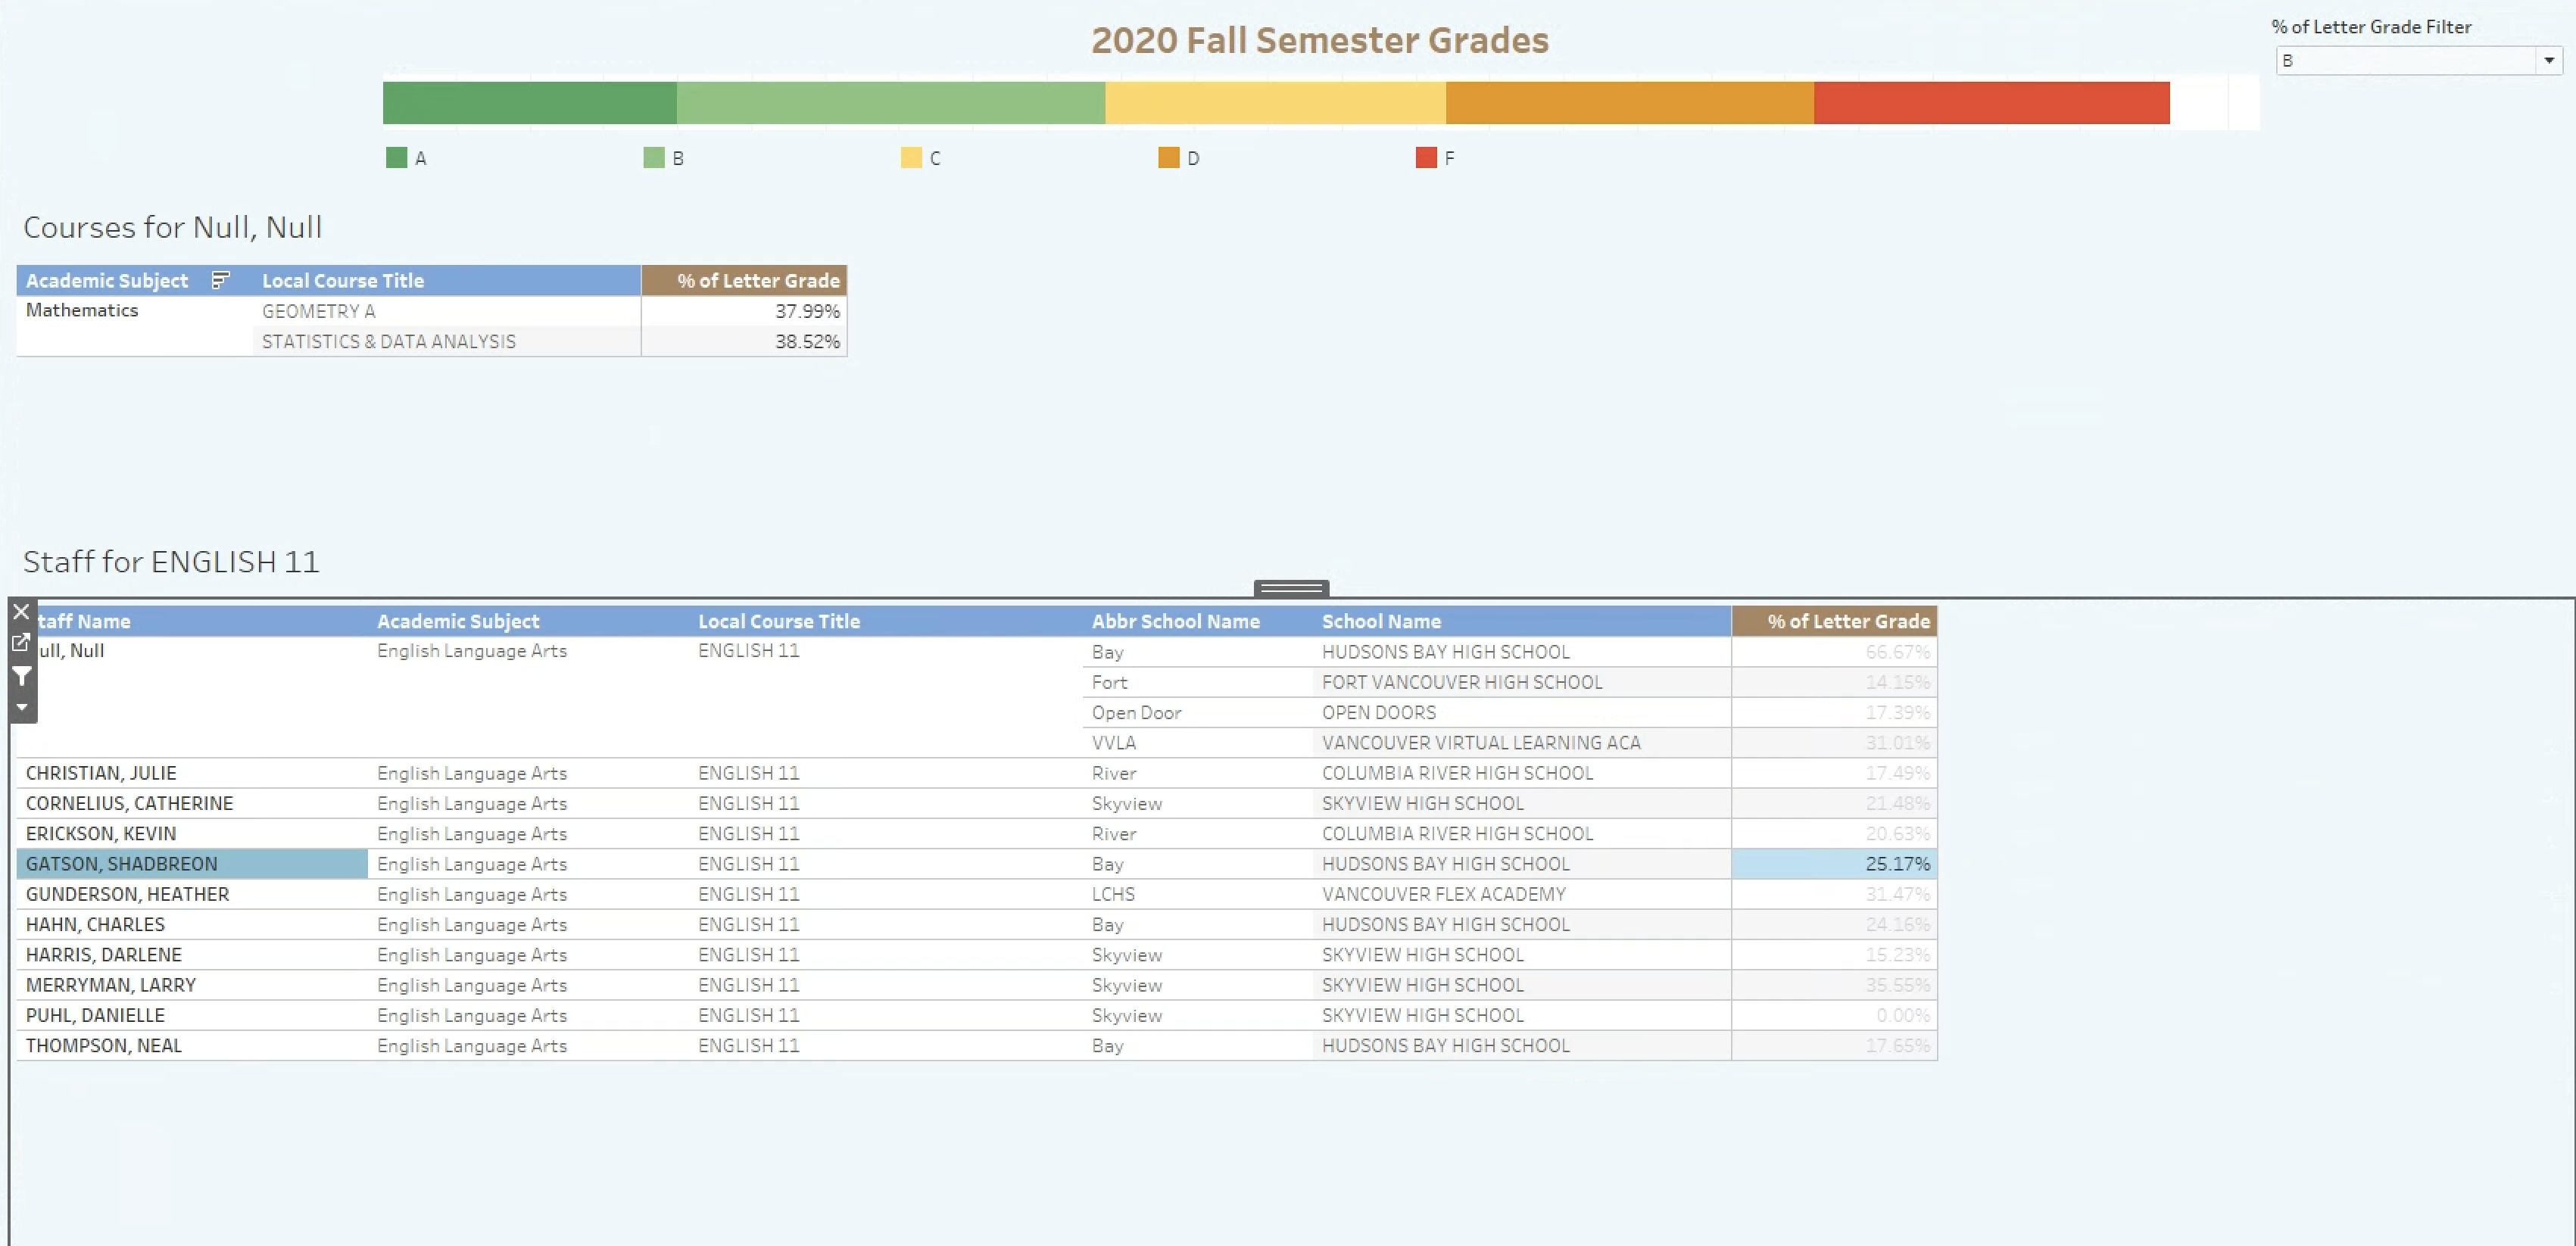 2020 Fall Semester Grades
% of Letter Grade Filter
B
A B C D F
Courses for Null, Null
Academic Subject Local Course Title % of Letter Grade
Mathematics GEOMETRY A 37.99%
STATISTICS & DATA ANALYSIS 38.52%
Staff for ENGLISH 11
taff Name Academic Subject Local Course Title Abbr School Name School Name % of Letter Grade
ull, Null English Language Arts ENGLISH 11 Bay HUDSONS BAY HIGH SCHOOL 66.67%
Fort FORT VANCOUVER HIGH SCHOOL 14.15%
Open Door OPEN DOORS 17.39%
VVLA VANCOUVER VIRTUAL LEARNING ACA 31.01%
CHRISTIAN, JULIE English Language Arts ENGLISH 11 River COLUMBIA RIVER HIGH SCHOOL 17.49%
CORNELIUS, CATHERINE English Language Arts ENGLISH 11 Skyview SKYVIEW HIGH SCHOOL 21.48%
ERICKSON, KEVIN English Language Arts ENGLISH 11 River COLUMBIA RIVER HIGH SCHOOL 20.63%
GATSON, SHADBREON English Language Arts ENGLISH 11 Bay HUDSONS BAY HIGH SCHOOL 25.17%
GUNDERSON, HEATHER English Language Arts ENGLISH 11 LCHS VANCOUVER FLEX ACADEMY 31.47%
HAHN, CHARLES English Language Arts ENGLISH 11 Bay HUDSONS BAY HIGH SCHOOL 24.16%
HARRIS, DARLENE English Language Arts ENGLISH 11 Skyview SKYVIEW HIGH SCHOOL 15.23%
MERRYMAN, LARRY English Language Arts ENGLISH 11 Skyview SKYVIEW HIGH SCHOOL 35.55%
PUHL, DANIELLE English Language Arts ENGLISH 11 Skyview SKYVIEW HIGH SCHOOL 0.00%
THOMPSON, NEAL English Language Arts ENGLISH 11 Bay HUDSONS BAY HIGH SCHOOL 17.65%